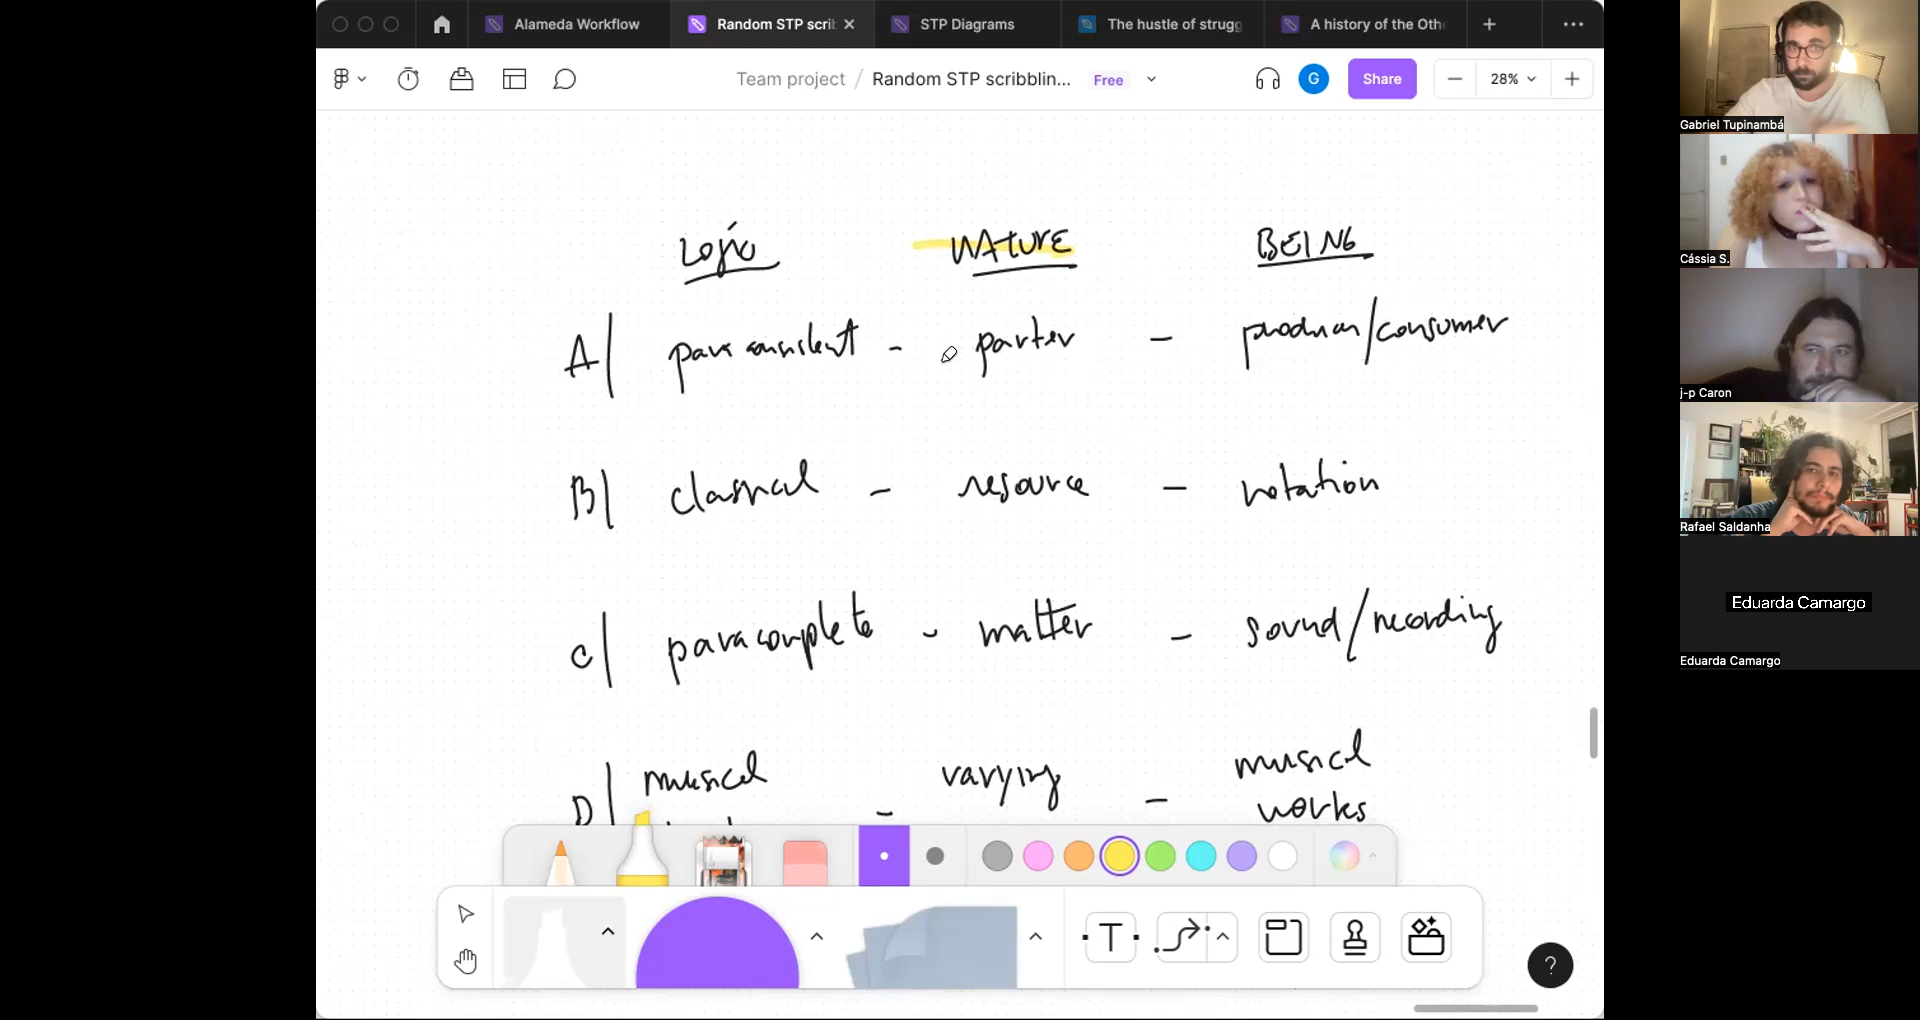 Alameda Workflow
Random STP scrib
STP Diagrams
The hustle of strugg
A history of the Oth
Team project / Random STP scribblin... Free
G
Share
28%
Logic
NATURE
BEING
A| paraconsistent - parter - producer/consumer
B| classical - resource - notation
C| paracomplete - matter - sound/recording
D| musical - varying - musical works
T
?
Gabriel Tupinambá
Cássia S.
j-p Caron
Rafael Saldanha
Eduarda Camargo
Eduarda Camargo